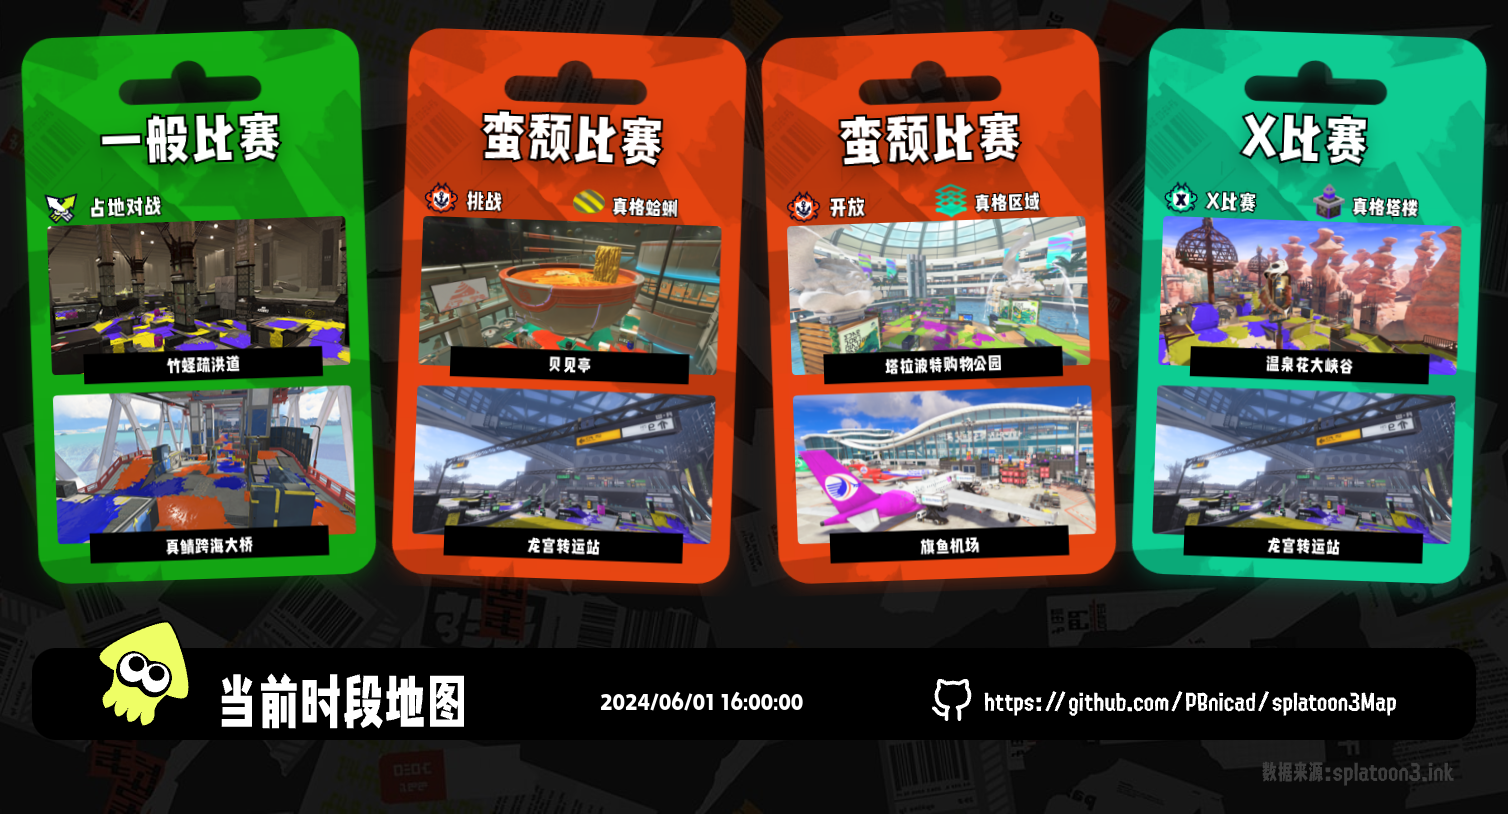 一般比赛
占地对战
竹蛏疏洪道
真鲭跨海大桥
蛮颓比赛
挑战
真格蛤蜊
贝贝亭
龙宫转运站
蛮颓比赛
开放
真格区域
塔拉波特购物公园
旗鱼机场
X比赛
X比赛
真格塔楼
温泉花大峡谷
龙宫转运站
当前时段地图
2024/06/01 16:00:00
https://github.com/PBnicad/splatoon3Map
数据来源:splatoon3.ink